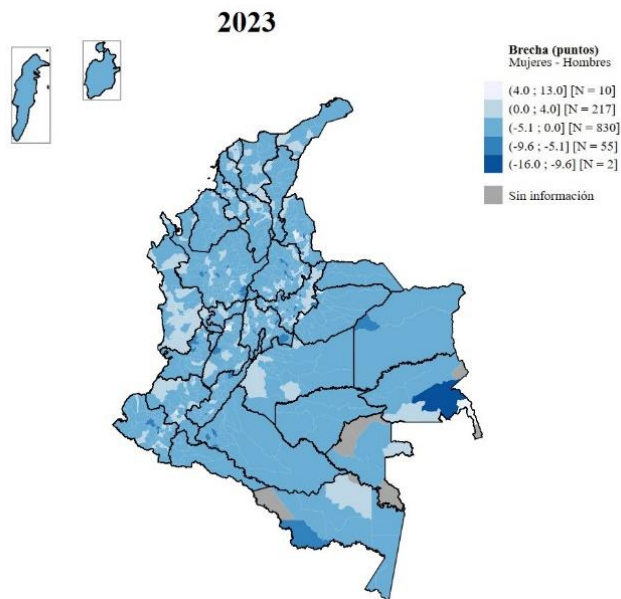 2023
Brecha (puntos)
Mujeres - Hombres
(4.0 ; 13.0] [N = 10]
(0.0 ; 4.0] [N = 217]
(-5.1 ; 0.0] [N = 830]
(-9.6 ; -5.1] [N = 55]
(-16.0 ; -9.6] [N = 2]
Sin información